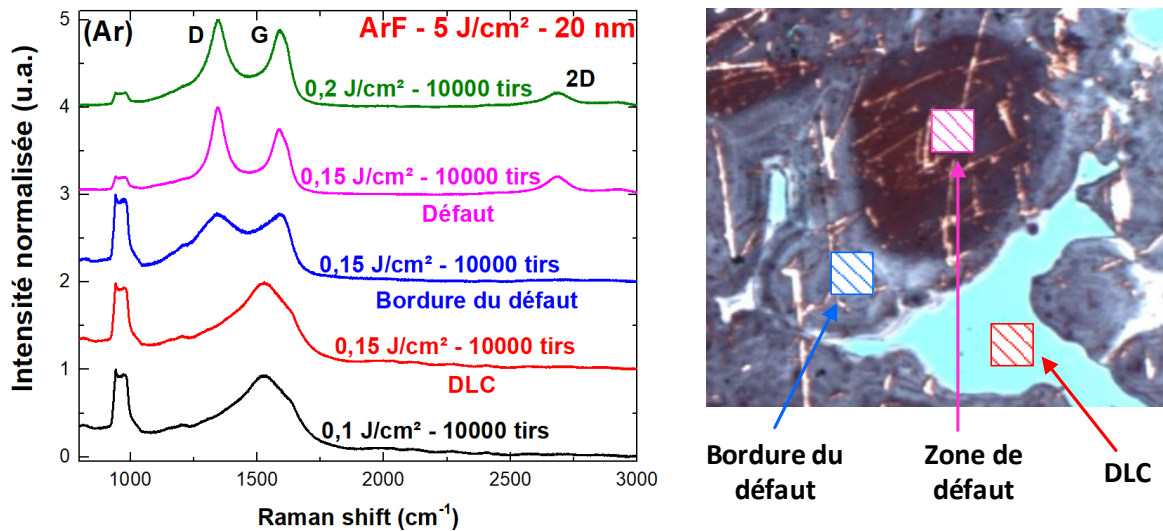 (Ar)
ArF - 5 J/cm² - 20 nm
D
G
2D
0,2 J/cm² - 10000 tirs
0,15 J/cm² - 10000 tirs
Défaut
0,15 J/cm² - 10000 tirs
Bordure du défaut
0,15 J/cm² - 10000 tirs
DLC
0,1 J/cm² - 10000 tirs
Intensité normalisée (u.a.)
5
4
3
2
1
0
1000
1500
2000
2500
3000
Raman shift (cm⁻¹)
Bordure du
défaut
Zone de
défaut
DLC